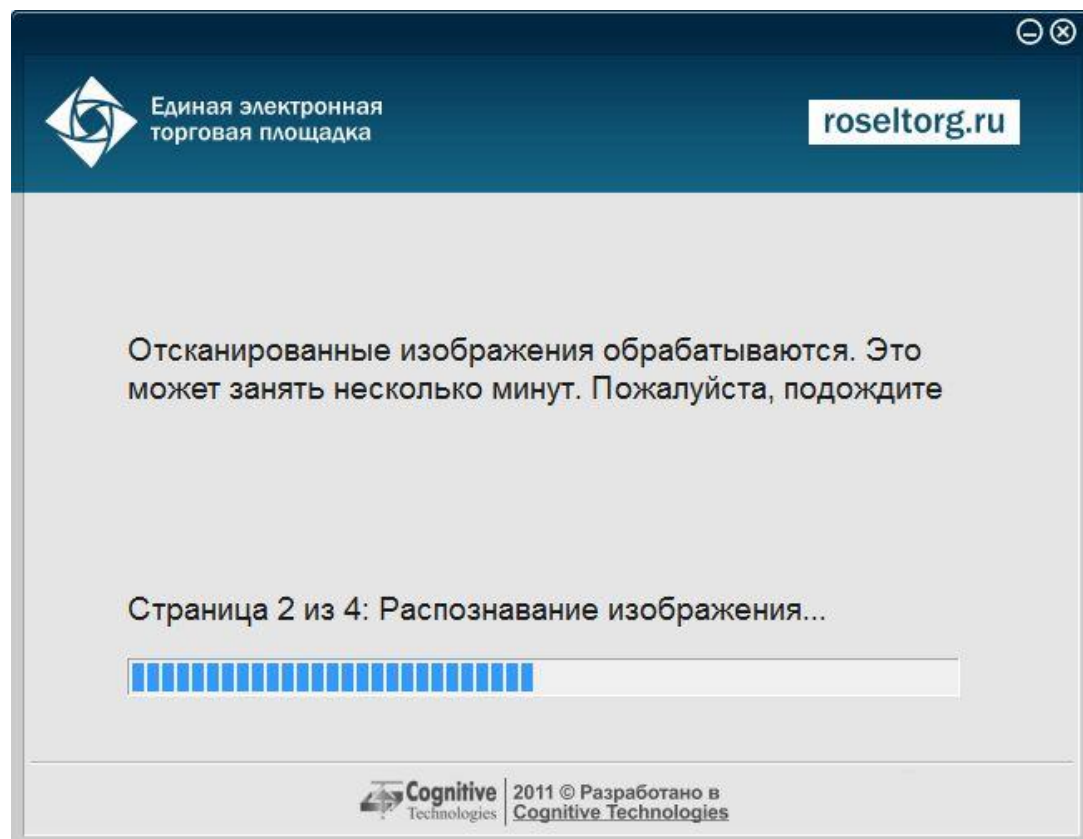 Единая электронная
торговая площадка
roseltorg.ru
Отсканированные изображения обрабатываются. Это
может занять несколько минут. Пожалуйста, подождите
Страница 2 из 4: Распознавание изображения...
Cognitive
Technologies
2011 © Разработано в
Cognitive Technologies